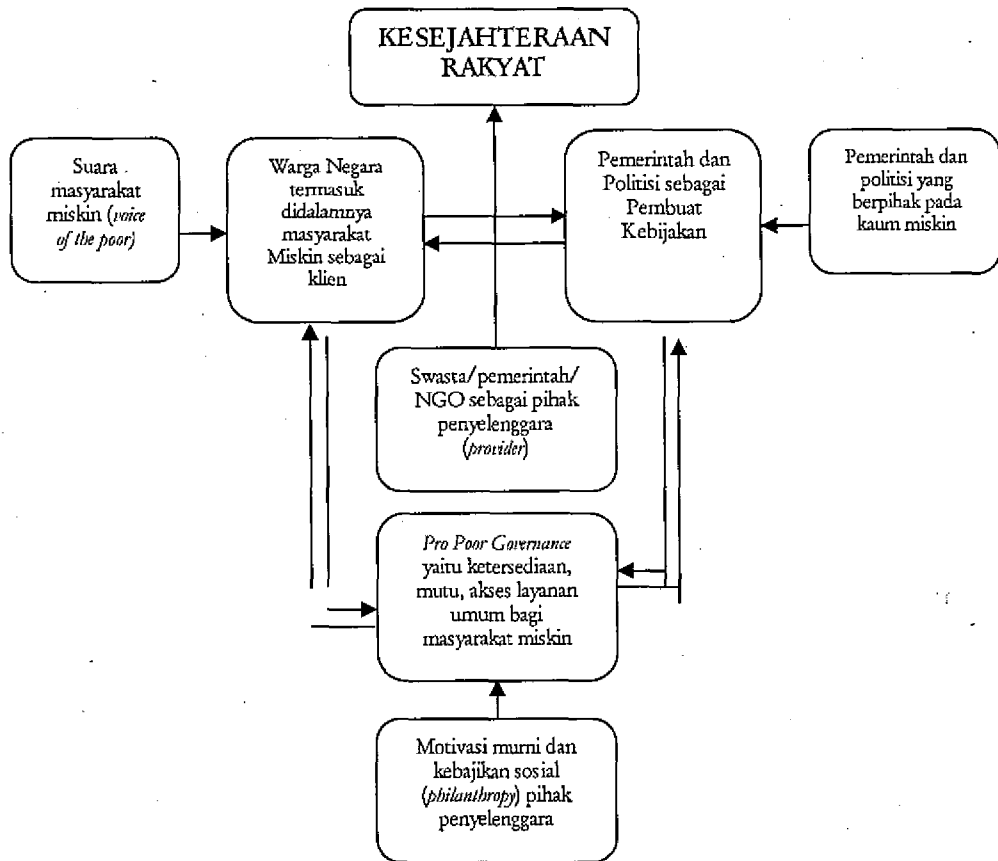 KESEJAHTERAAN
RAKYAT
Suara
masyarakat
miskin (voice
of the poor)
Warga Negara
termasuk
didalamnya
masyarakat
Miskin sebagai
klien
Pemerintah dan
Politisi sebagai
Pembuat
Kebijakan
Pemerintah dan
politisi yang
berpihak pada
kaum miskin
Swasta/pemerintah/
NGO sebagai pihak
penyelenggara
(provider)
Pro Poor Governance
yaitu ketersediaan,
mutu, akses layanan
umum bagi
masyarakat miskin
Motivasi murni dan
kebajikan sosial
(philanthropy) pihak
penyelenggara